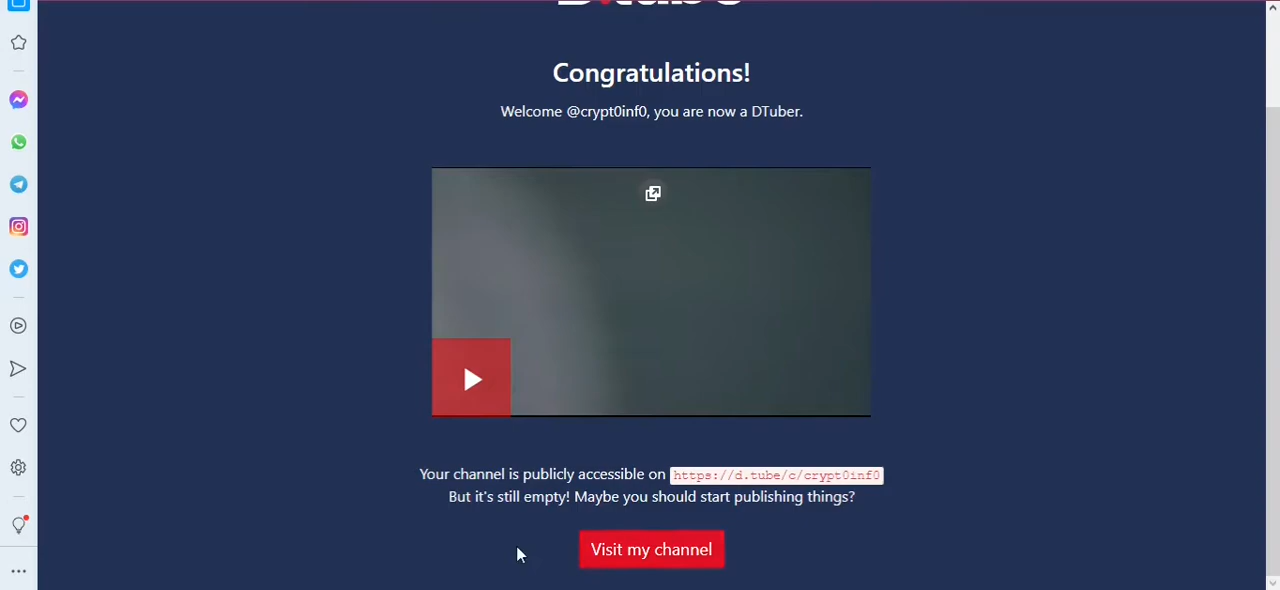 Congratulations!
Welcome @crypt0inf0, you are now a DTuber.
Your channel is publicly accessible on https://d.tube/c/crypt0inf0
But it's still empty! Maybe you should start publishing things?
Visit my channel